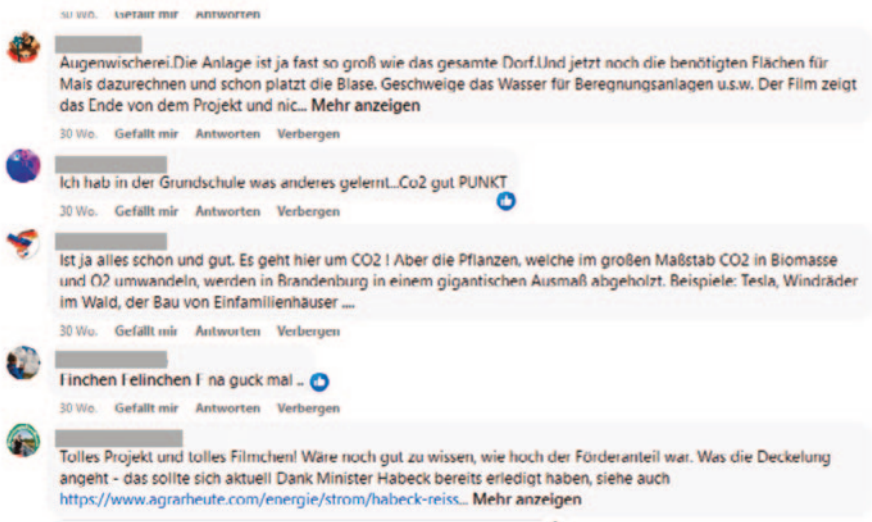 30 Wo. Gefällt mir Antworten
Augenwischerei.Die Anlage ist ja fast so groß wie das gesamte Dorf.Und jetzt noch die benötigten Flächen für
Mais dazurechnen und schon platzt die Blase. Geschweige das Wasser für Beregnungsanlagen u.s.w. Der Film zeigt
das Ende von dem Projekt und nic... Mehr anzeigen
30 Wo. Gefällt mir Antworten Verbergen
Ich hab in der Grundschule was anderes gelernt...Co2 gut PUNKT
30 Wo. Gefällt mir Antworten Verbergen
Ist ja alles schön und gut. Es geht hier um CO2 ! Aber die Pflanzen, welche im großen Maßstab CO2 in Biomasse
und O2 umwandeln, werden in Brandenburg in einem gigantischen Ausmaß abgeholzt. Beispiele: Tesla, Windräder
im Wald, der Bau von Einfamilienhäuser ....
30 Wo. Gefällt mir Antworten Verbergen
Finchen Felinchen F na guck mal ..
30 Wo. Gefällt mir Antworten Verbergen
Tolles Projekt und tolles Filmchen! Wäre noch gut zu wissen, wie hoch der Förderanteil war. Was die Deckelung
angeht - das sollte sich aktuell Dank Minister Habeck bereits erledigt haben, siehe auch
https://www.agrarheute.com/energie/strom/habeck-reiss... Mehr anzeigen